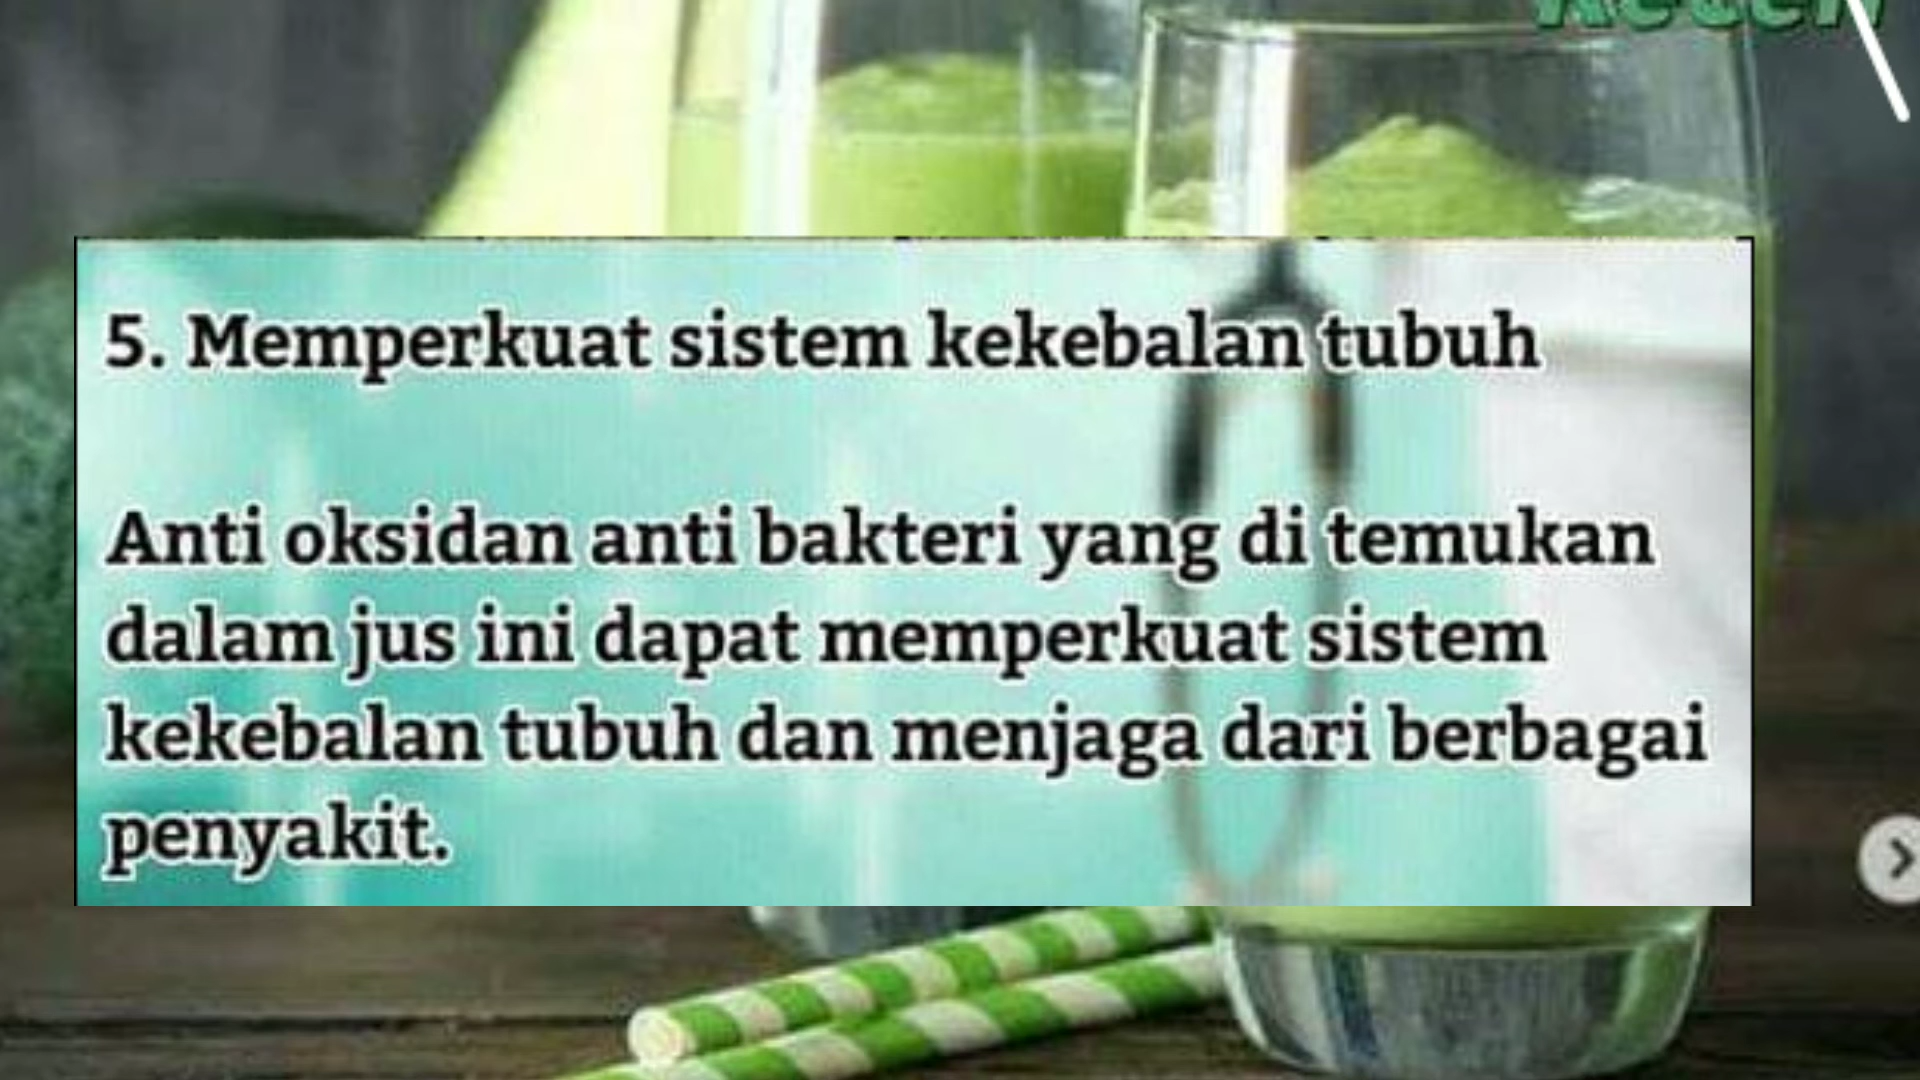 5. Memperkuat sistem kekebalan tubuh
Anti oksidan anti bakteri yang di temukan
dalam jus ini dapat memperkuat sistem
kekebalan tubuh dan menjaga dari berbagai
penyakit.